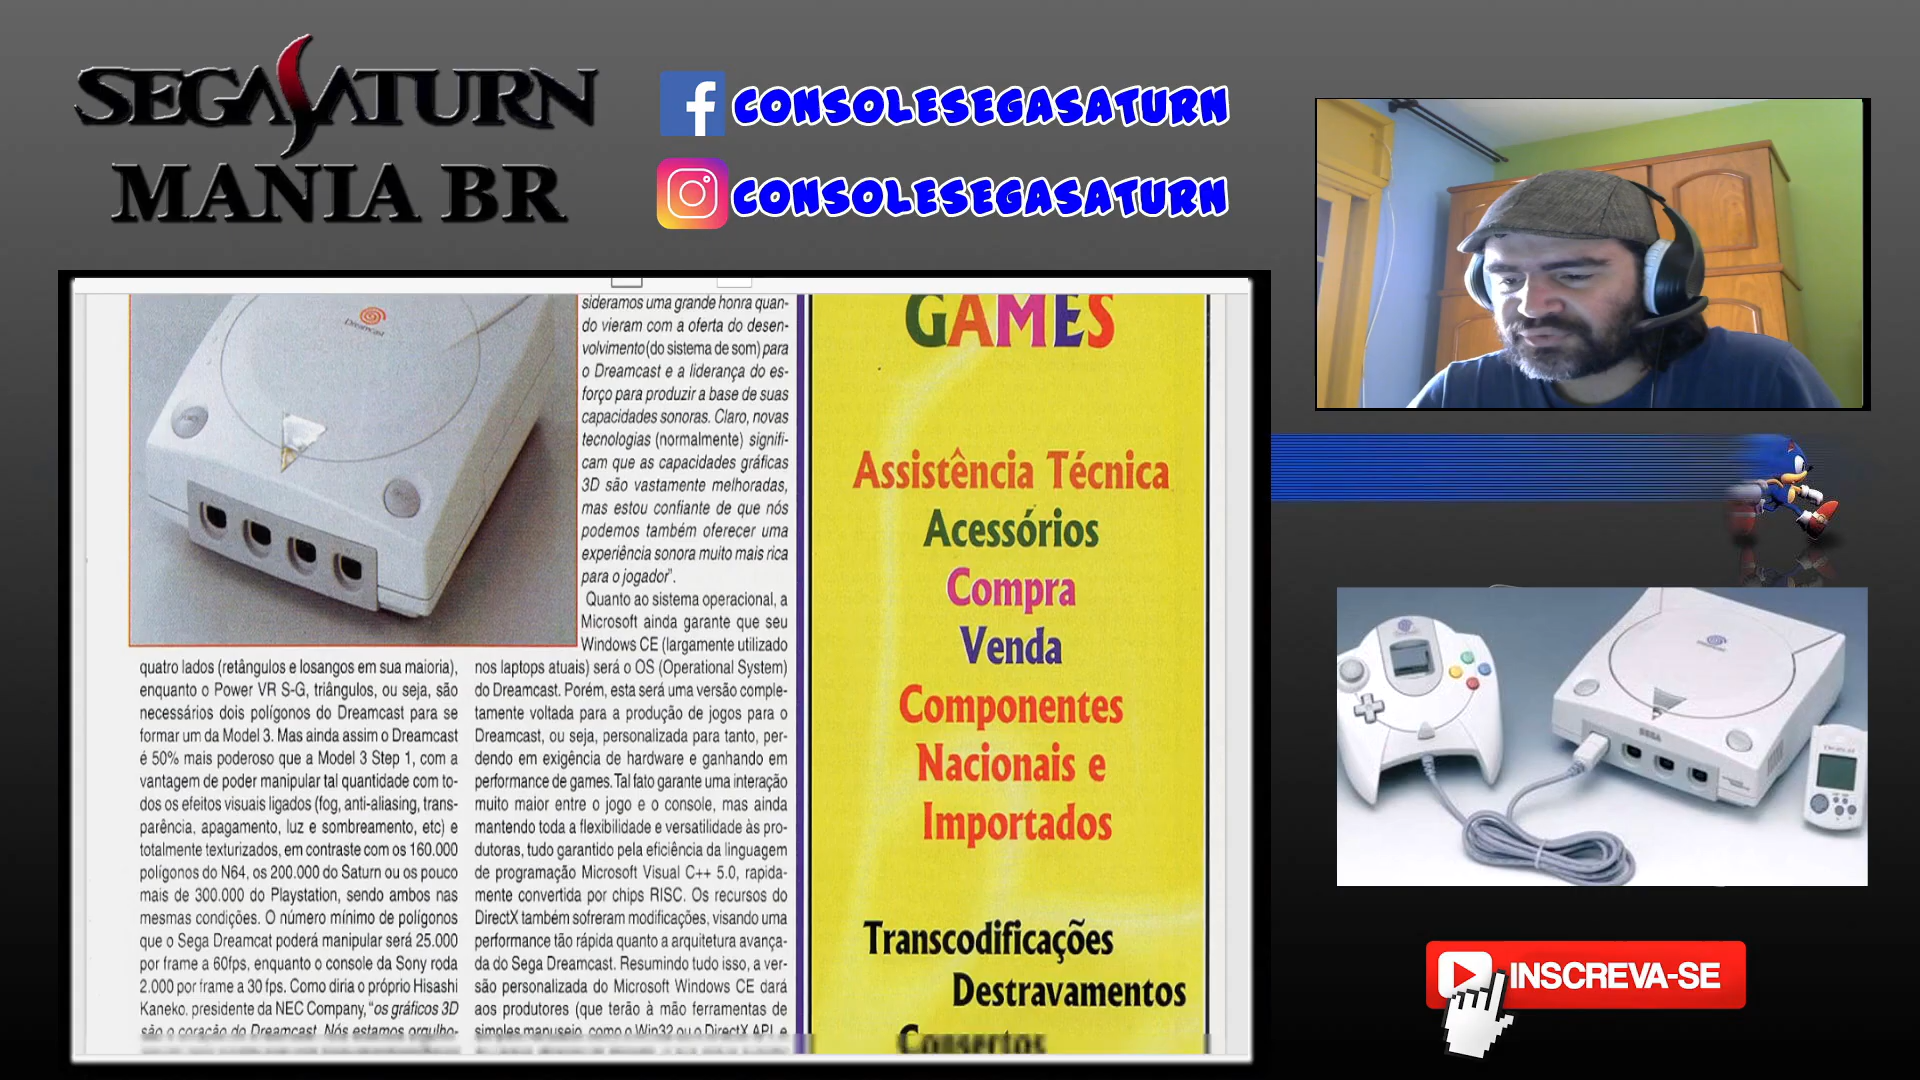 SEGA SATURN
MANIA BR
CONSOLESEGASATURN
CONSOLESEGASATURN
Dreamcast
sideramos uma grande honra quan-
do vieram com a oferta do desen-
volvimento (do sistema de som) para
o Dreamcast e a liderança do es-
forço para produzir a base de suas
capacidades sonoras. Claro, novas
tecnologias (normalmente) signifi-
cam que as capacidades gráficas
3D são vastamente melhoradas,
mas estou confiante de que nós
podemos também oferecer uma
experiência sonora muito mais rica
para o jogador".
Quanto ao sistema operacional, a
Microsoft ainda garante que seu
Windows CE (largamente utilizado
quatro lados (retângulos e losangos em sua maioria),
enquanto o Power VR S-G, triângulos, ou seja, são
necessários dois polígonos do Dreamcast para se
formar um da Model 3. Mas ainda assim o Dreamcast
é 50% mais poderoso que a Model 3 Step 1, com a
vantagem de poder manipular tal quantidade com to-
dos os efeitos visuais ligados (fog, anti-aliasing, trans-
parência, apagamento, luz e sombreamento, etc) e
totalmente texturizados, em contraste com os 160.000
polígonos do N64, os 200.000 do Saturn ou os pouco
mais de 300.000 do Playstation, sendo ambos nas
mesmas condições. O número mínimo de polígonos
que o Sega Dreamcat poderá manipular será 25.000
por frame a 60fps, enquanto o console da Sony roda
2.000 por frame a 30 fps. Como diria o próprio Hisashi
Kaneko, presidente da NEC Company, "os gráficos 3D
são o coração do Dreamcast. Nós estamos orgulho-
nos laptops atuais) será o OS (Operational System)
do Dreamcast. Porém, esta será uma versão comple-
tamente voltada para a produção de jogos para o
Dreamcast, ou seja, personalizada para tanto, per-
dendo em exigência de hardware e ganhando em
performance de games. Tal fato garante uma interação
muito maior entre o jogo e o console, mas ainda
mantendo toda a flexibilidade e versatilidade às pro-
dutoras, tudo garantido pela eficiência da linguagem
de programação Microsoft Visual C++ 5.0, rapida-
mente convertida por chips RISC. Os recursos do
DirectX também sofreram modificações, visando uma
performance tão rápida quanto a arquitetura avança-
da do Sega Dreamcast. Resumindo tudo isso, a ver-
são personalizada do Microsoft Windows CE dará
aos produtores (que terão à mão ferramentas de
simples manuseio, como o Win32 ou o DirectX API, e
GAMES
Assistência Técnica
Acessórios
Compra
Venda
Componentes
Nacionais e
Importados
Transcodificações
Destravamentos
Consertos
SEGA
INSCREVA-SE